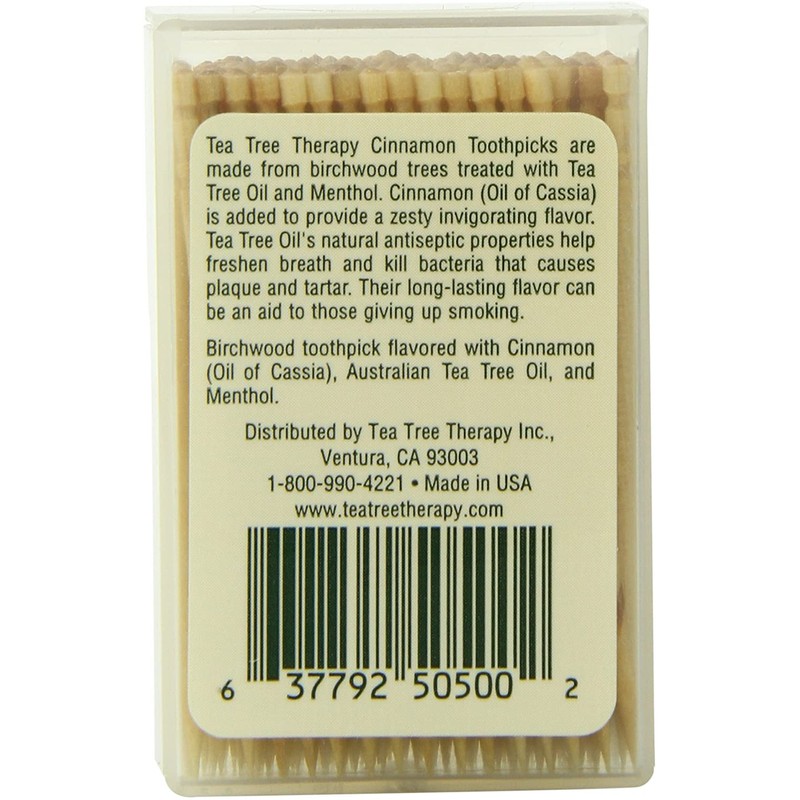 Tea Tree Therapy Cinnamon Toothpicks are
made from birchwood trees treated with Tea
Tree Oil and Menthol. Cinnamon (Oil of Cassia)
is added to provide a zesty invigorating flavor.
Tea Tree Oil's natural antiseptic properties help
freshen breath and kill bacteria that causes
plaque and tartar. Their long-lasting flavor can
be an aid to those giving up smoking.
Birchwood toothpick flavored with Cinnamon
(Oil of Cassia), Australian Tea Tree Oil, and
Menthol.
Distributed by Tea Tree Therapy Inc.,
Ventura, CA 93003
1-800-990-4221 • Made in USA
www.teatreetherapy.com
6 37792 50500 2